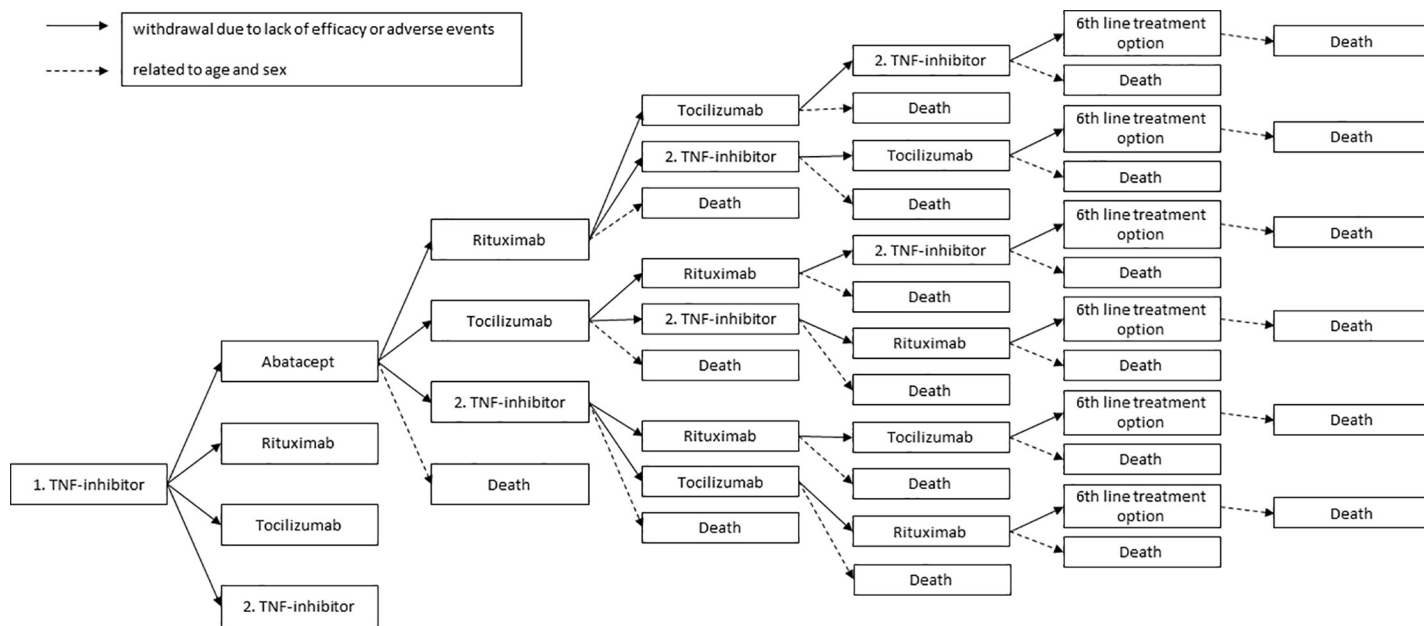 withdrawal due to lack of efficacy or adverse events
related to age and sex
1. TNF-inhibitor
Abatacept
Rituximab
Tocilizumab
2. TNF-inhibitor
Rituximab
Tocilizumab
2. TNF-inhibitor
Death
Tocilizumab
2. TNF-inhibitor
Death
Rituximab
2. TNF-inhibitor
Death
Rituximab
Tocilizumab
Death
2. TNF-inhibitor
Death
Tocilizumab
Death
2. TNF-inhibitor
Death
Rituximab
Death
Tocilizumab
Death
Rituximab
Death
6th line treatment
option
Death
6th line treatment
option
Death
6th line treatment
option
Death
6th line treatment
option
Death
6th line treatment
option
Death
6th line treatment
option
Death
Death
Death
Death
Death
Death
Death